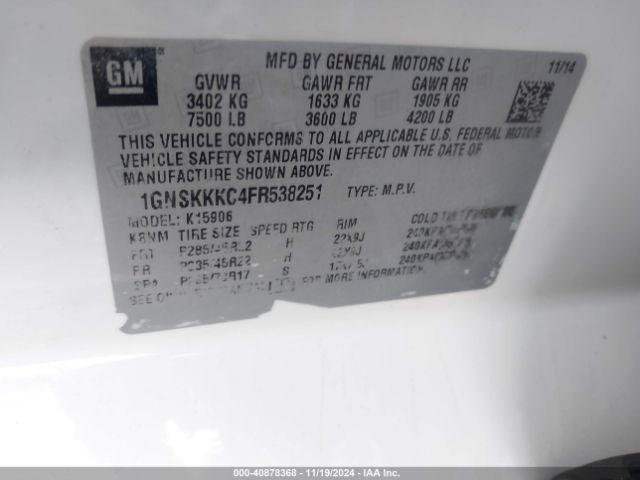 GM
MFD BY GENERAL MOTORS LLC 11/14
GVWR GAWR FRT GAWR RR
3402 KG 1633 KG 1905 KG
7500 LB 3600 LB 4200 LB
THIS VEHICLE CONFORMS TO ALL APPLICABLE U.S. FEDERAL MOTOR
VEHICLE SAFETY STANDARDS IN EFFECT ON THE DATE OF
MANUFACTURE SHOWN ABOVE.
1GNSKKKC4FR538251 TYPE: M.P.V.
MODEL: K15906
TIRE SIZE SPEED RTG RIM COLD
FRT H 22X9J
RR H
S
SEE FOR MORE INFORMATION
000-40878368 - 11/19/2024 - IAA Inc.